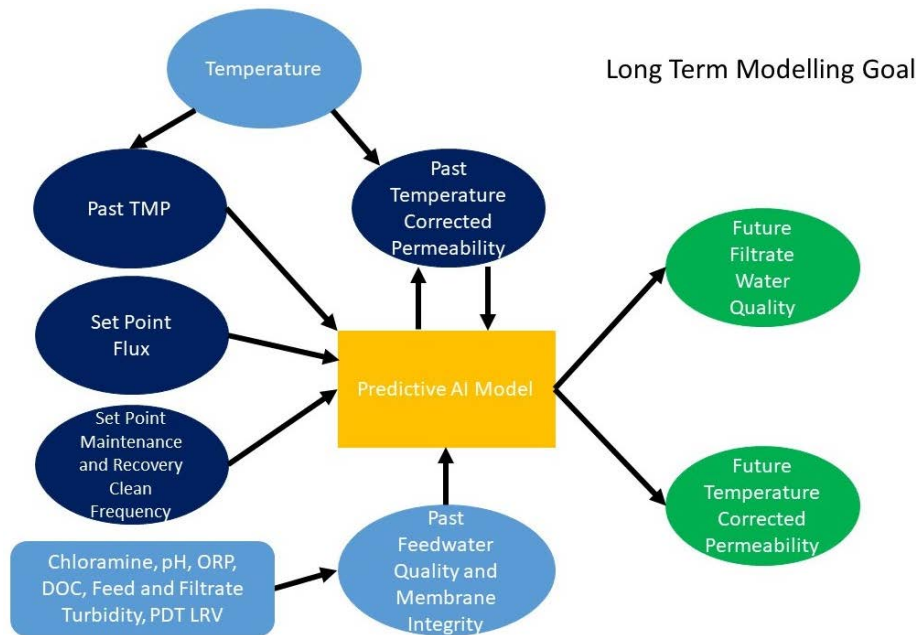 Temperature
Long Term Modelling Goal
Past TMP
Past
Temperature
Corrected
Permeability
Future
Filtrate
Water
Quality
Set Point
Flux
Predictive AI Model
Set Point
Maintenance
and Recovery
Clean
Frequency
Future
Temperature
Corrected
Permeability
Chloramine, pH, ORP,
DOC, Feed and Filtrate
Turbidity, PDT LRV
Past
Feedwater
Quality and
Membrane
Integrity